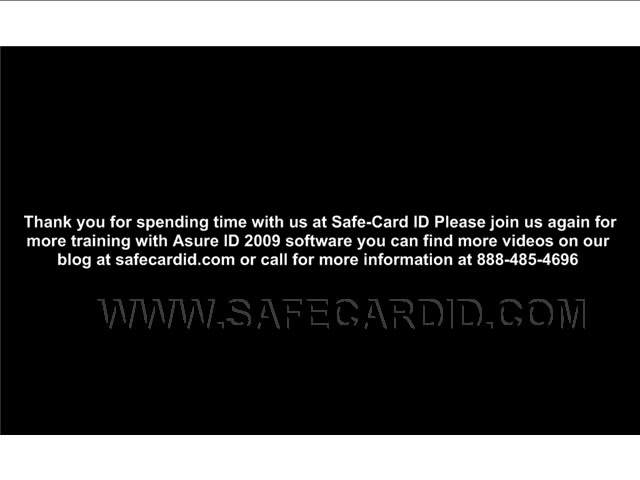 Thank you for spending time with us at Safe-Card ID Please join us again for
more training with Asure ID 2009 software you can find more videos on our
blog at safecardid.com or call for more information at 888-485-4696
WWW.SAFECARDID.COM